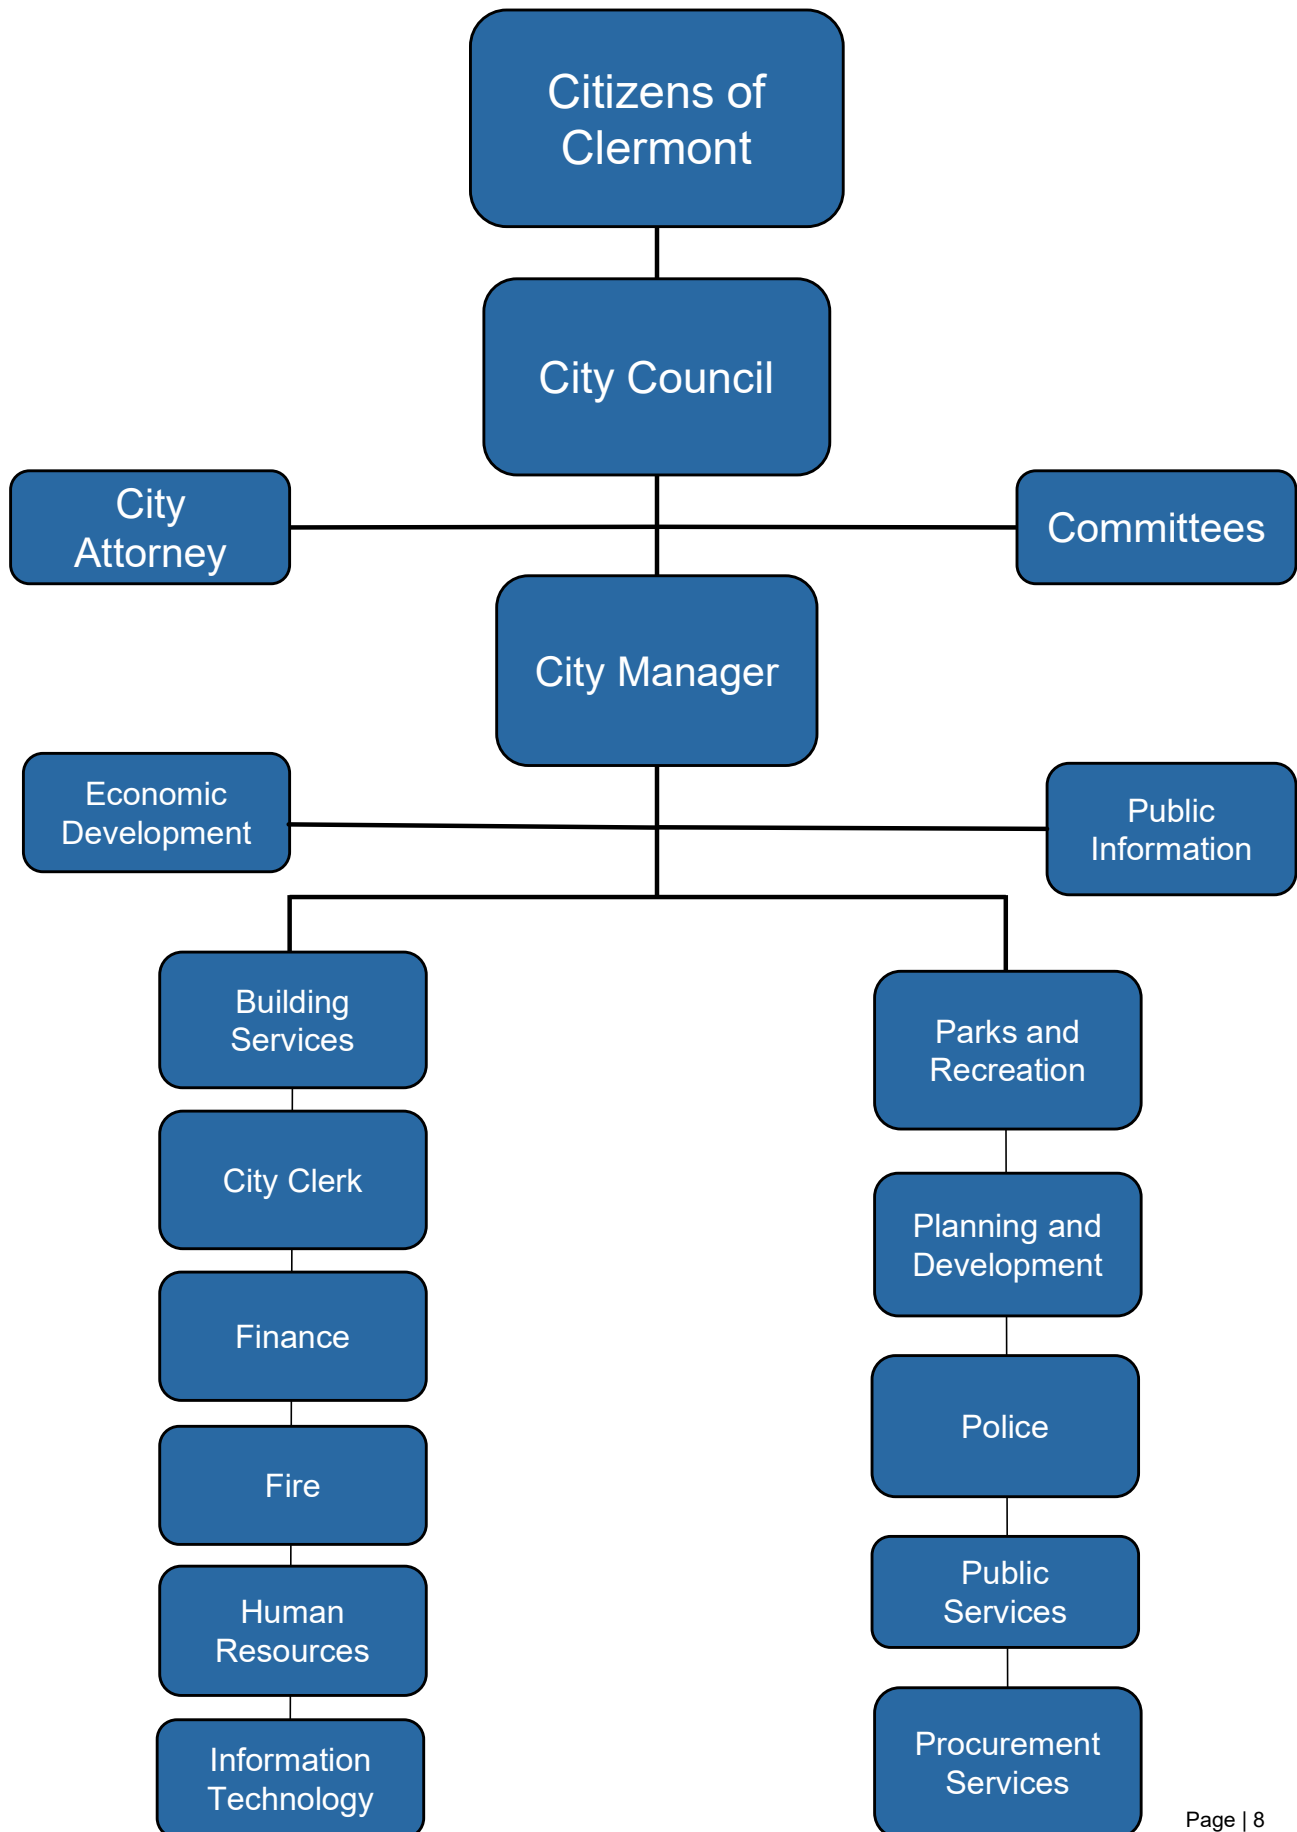 Citizens of
Clermont
City Council
City
Attorney
Committees
City Manager
Economic
Development
Public
Information
Building
Services
City Clerk
Finance
Fire
Human
Resources
Information
Technology
Parks and
Recreation
Planning and
Development
Police
Public
Services
Procurement
Services
Page | 8